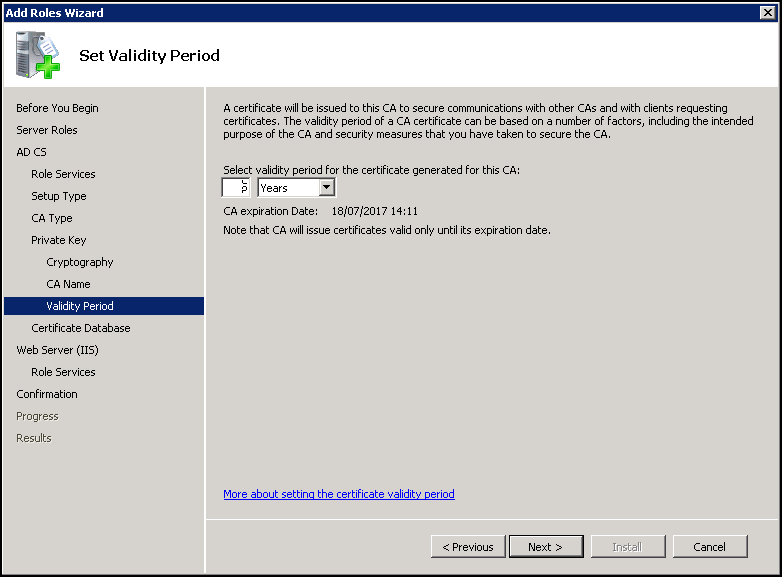 Add Roles Wizard
Set Validity Period
Before You Begin
Server Roles
AD CS
Role Services
Setup Type
CA Type
Private Key
Cryptography
CA Name
Validity Period
Certificate Database
Web Server (IIS)
Role Services
Confirmation
Progress
Results
A certificate will be issued to this CA to secure communications with other CAs and with clients requesting
certificates. The validity period of a CA certificate can be based on a number of factors, including the intended
purpose of the CA and security measures that you have taken to secure the CA.
Select validity period for the certificate generated for this CA:
Years
CA expiration Date: 18/07/2017 14:11
Note that CA will issue certificates valid only until its expiration date.
More about setting the certificate validity period
< Previous
Next >
Install
Cancel